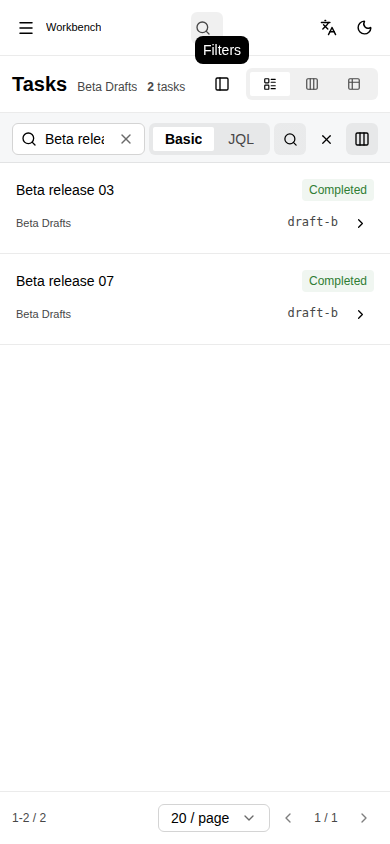 Workbench
Filters
Tasks Beta Drafts 2 tasks
Beta relea Basic JQL
Beta release 03 Completed
Beta Drafts draft-b
Beta release 07 Completed
Beta Drafts draft-b
1-2 / 2 20 / page 1 / 1